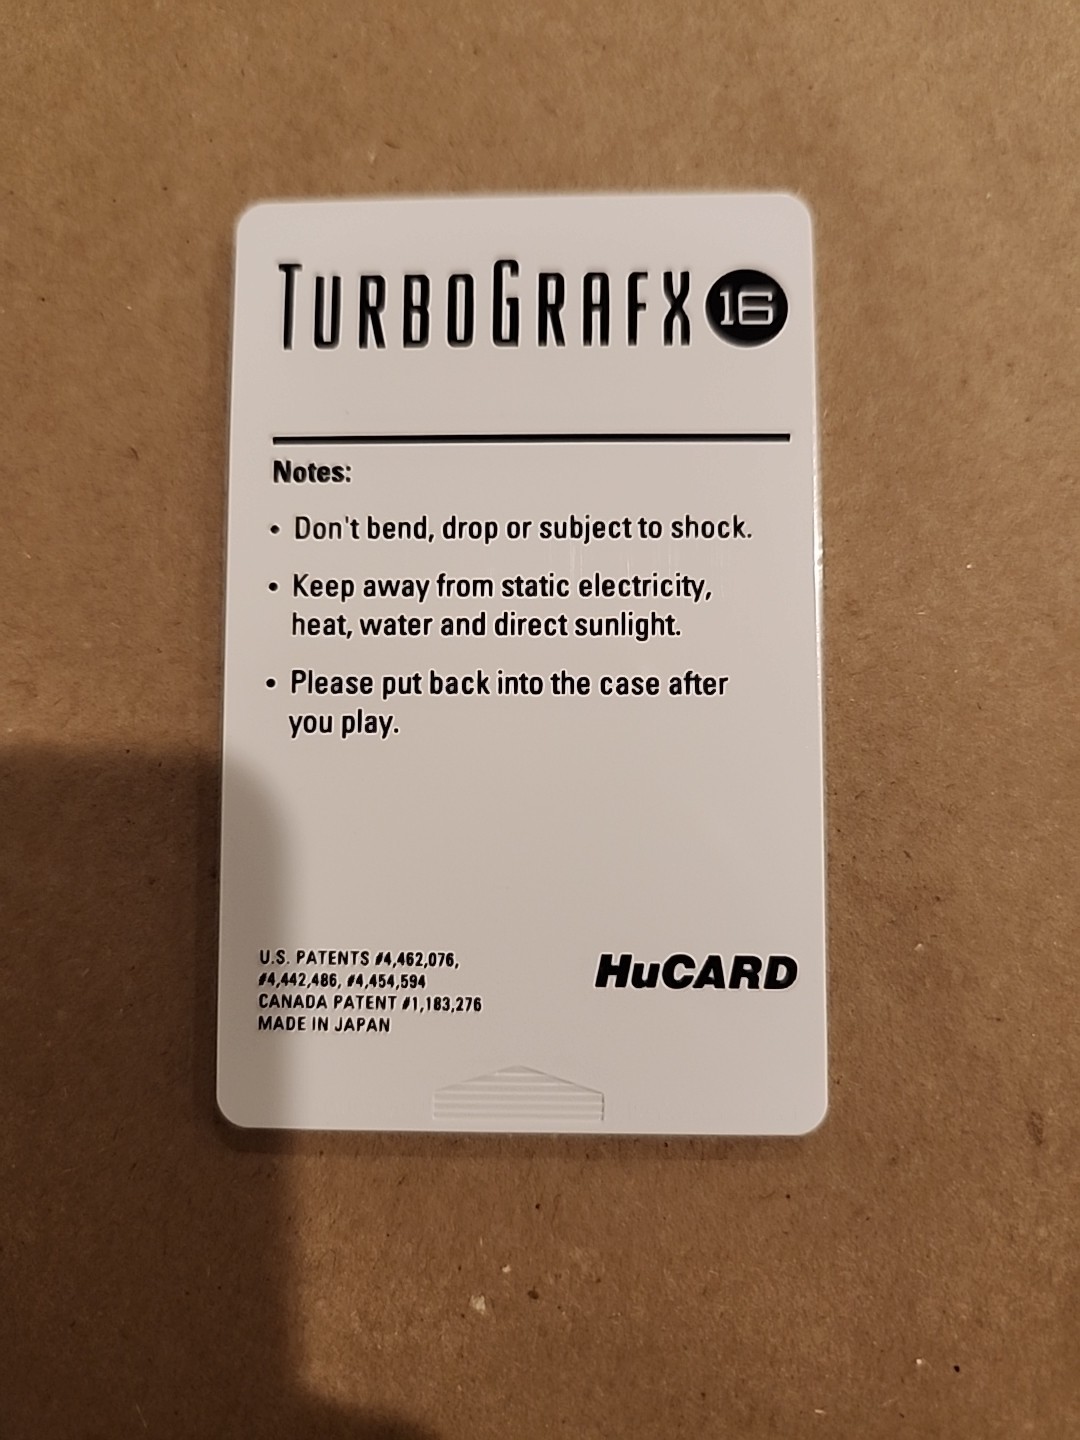 TURBOGRAFX 16
Notes:
• Don't bend, drop or subject to shock.
• Keep away from static electricity,
heat, water and direct sunlight.
• Please put back into the case after
you play.
U.S. PATENTS #4,462,076,
#4,442,486, #4,454,594
CANADA PATENT #1,183,276
MADE IN JAPAN
HuCARD